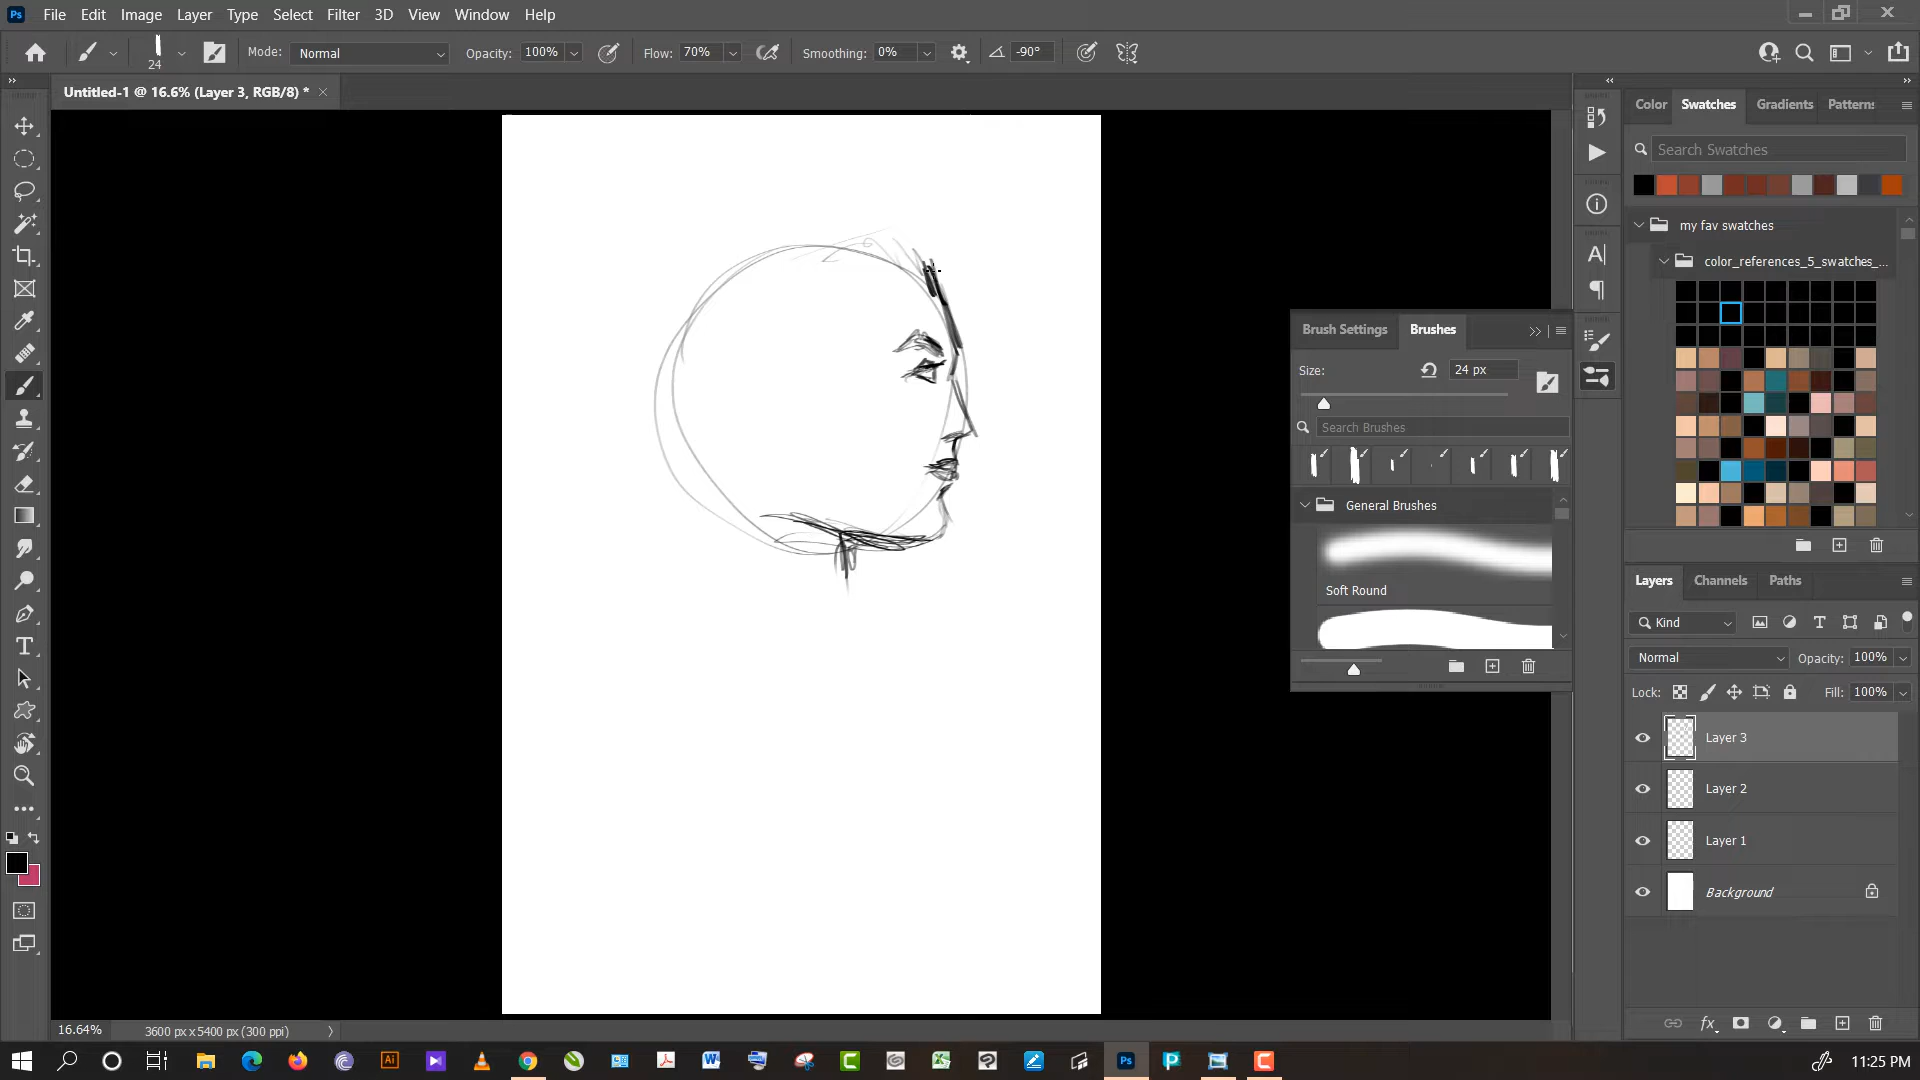 Ps File Edit Image Layer Type Select Filter 3D View Window Help
24 Mode: Normal Opacity: 100% Flow: 70% Smoothing: 0% -90°
Untitled-1 @ 16.6% (Layer 3, RGB/8) *
Color Swatches Gradients Patterns
Search Swatches
my fav swatches
color_references_5_swatches_...
Brush Settings Brushes
Size: 24 px
Search Brushes
General Brushes
Soft Round
Layers Channels Paths
Kind
Normal Opacity: 100%
Lock: Fill: 100%
Layer 3
Layer 2
Layer 1
Background
16.64% 3600 px x 5400 px (300 ppi)
11:25 PM